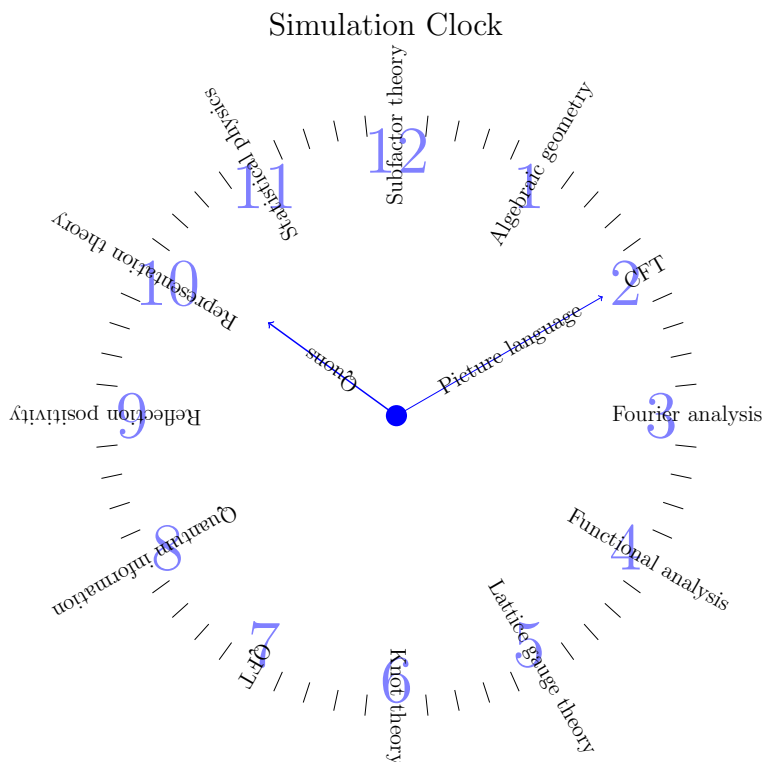 Simulation Clock
12
Subfactor theory
1
Algebraic geometry
2
CFT
3
Fourier analysis
4
Functional analysis
5
Lattice gauge theory
6
Knot theory
7
QFT
8
Quantum information
9
Reflection positivity
10
Representation theory
11
Statistical physics
Quons
Picture language